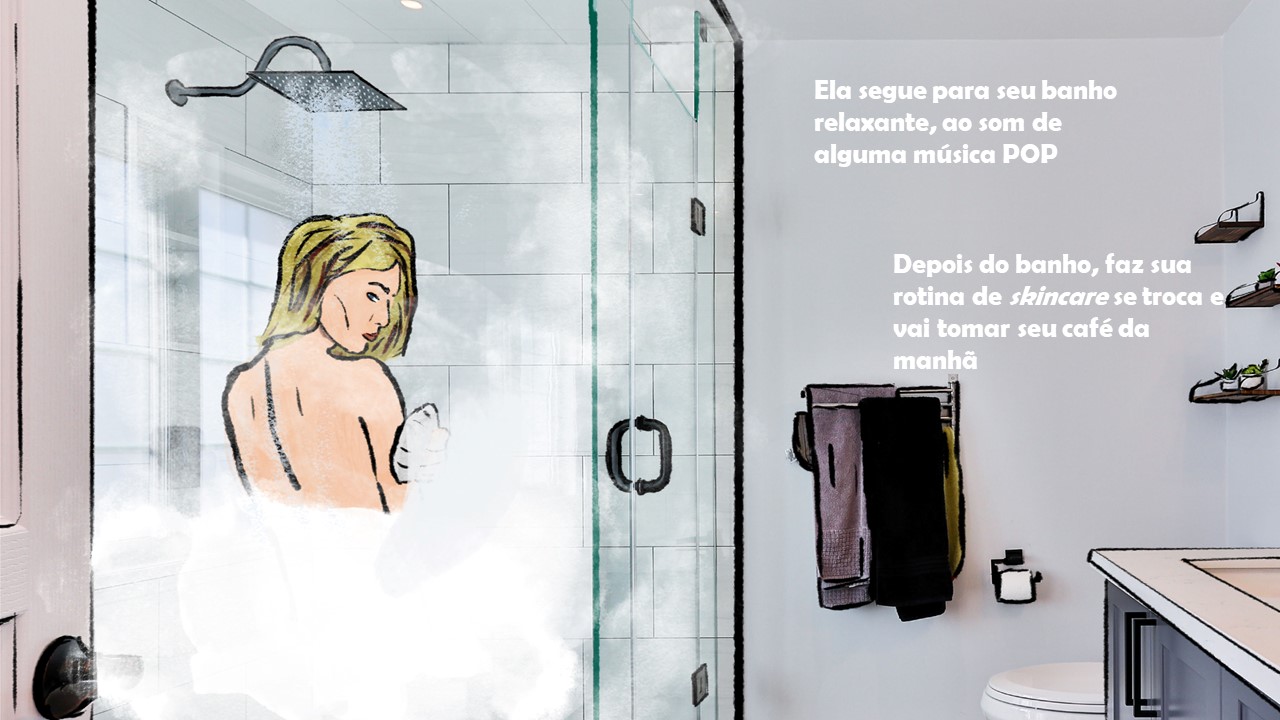 Ela segue para seu banho
relaxante, ao som de
alguma música POP
Depois do banho, faz sua
rotina de skincare se troca e
vai tomar seu café da
manhã